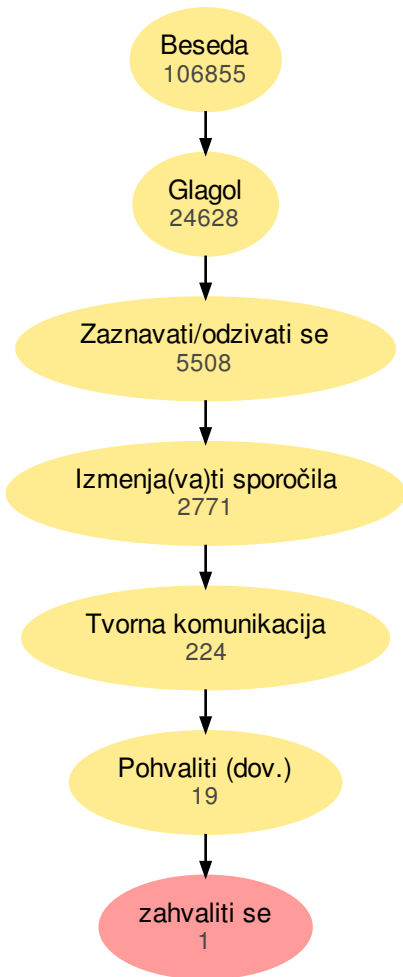 Beseda
106855
Glagol
24628
Zaznavati/odzivati se
5508
Izmenja(va)ti sporočila
2771
Tvorna komunikacija
224
Pohvaliti (dov.)
19
zahvaliti se
1